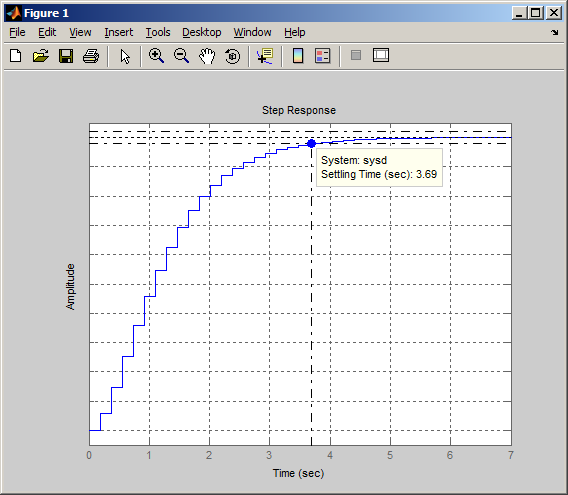 Figure 1
File Edit View Insert Tools Desktop Window Help
Step Response
System: sysd
Settling Time (sec): 3.69
Amplitude
0 1 2 3 4 5 6 7
Time (sec)